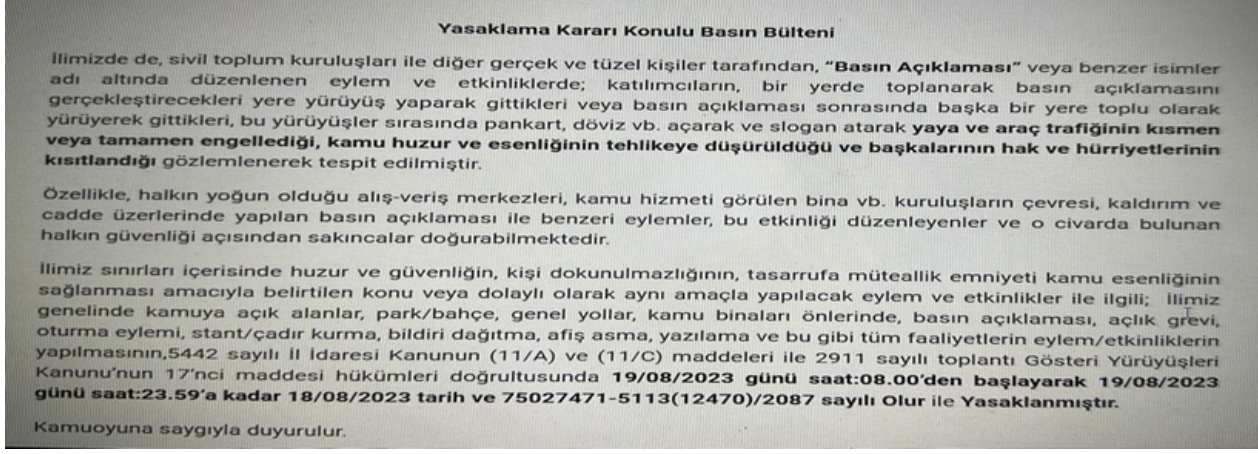 Yasaklama Kararı Konulu Basın Bülteni
İlimizde de, sivil toplum kuruluşları ile diğer gerçek ve tüzel kişiler tarafından, “Basın Açıklaması” veya benzer isimler
adı altında düzenlenen eylem ve etkinliklerde; katılımcıların, bir yerde toplanarak basın açıklamasını
gerçekleştirecekleri yere yürüyüş yaparak gittikleri veya basın açıklaması sonrasında başka bir yere toplu olarak
yürüyerek gittikleri, bu yürüyüşler sırasında pankart, döviz vb. açarak ve slogan atarak yaya ve araç trafiğinin kısmen
veya tamamen engellediği, kamu huzur ve esenliğinin tehlikeye düşürüldüğü ve başkalarının hak ve hürriyetlerinin
kısıtlandığı gözlemlenerek tespit edilmiştir.
Özellikle, halkın yoğun olduğu alış-veriş merkezleri, kamu hizmeti görülen bina vb. kuruluşların çevresi, kaldırım ve
cadde üzerlerinde yapılan basın açıklaması ile benzeri eylemler, bu etkinliği düzenleyenler ve o civarda bulunan
halkın güvenliği açısından sakıncalar doğurabilmektedir.
İlimiz sınırları içerisinde huzur ve güvenliğin, kişi dokunulmazlığının, tasarrufa müteallik emniyeti kamu esenliğinin
sağlanması amacıyla belirtilen konu veya dolaylı olarak aynı amaçla yapılacak eylem ve etkinlikler ile ilgili; İlimiz
genelinde kamuya açık alanlar, park/bahçe, genel yollar, kamu binaları önlerinde, basın açıklaması, açlık grevi,
oturma eylemi, stant/çadır kurma, bildiri dağıtma, afiş asma, yazılama ve bu gibi tüm faaliyetlerin eylem/etkinliklerin
yapılmasının,5442 sayılı İl İdaresi Kanunun (11/A) ve (11/C) maddeleri ile 2911 sayılı toplantı Gösteri Yürüyüşleri
Kanunu’nun 17’nci maddesi hükümleri doğrultusunda 19/08/2023 günü saat:08.00’den başlayarak 19/08/2023
günü saat:23.59’a kadar 18/08/2023 tarih ve 75027471-5113(12470)/2087 sayılı Olur ile Yasaklanmıştır.
Kamuoyuna saygıyla duyurulur.